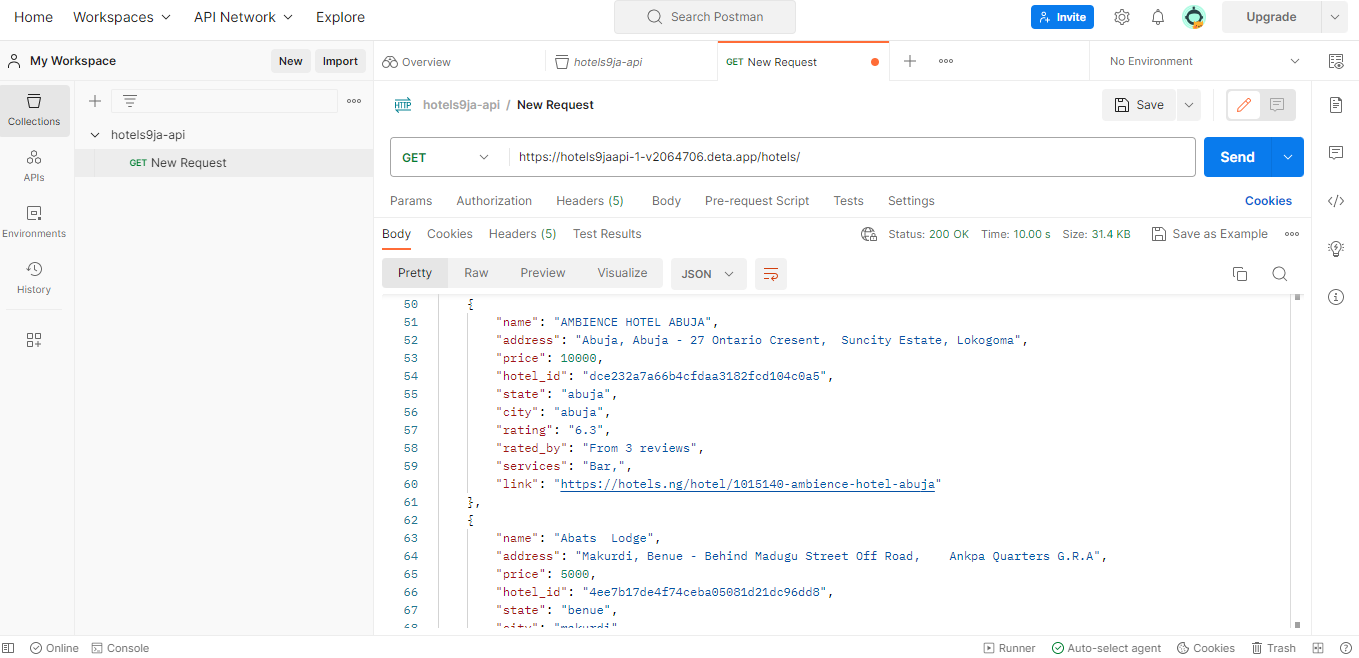 Home Workspaces API Network Explore Search Postman Invite Upgrade
My Workspace New Import Overview hotels9ja-api GET New Request No Environment
Collections
APIs
Environments
History
hotels9ja-api
GET New Request
HTTP hotels9ja-api / New Request Save
GET https://hotels9jaapi-1-v2064706.deta.app/hotels/ Send
Params Authorization Headers (5) Body Pre-request Script Tests Settings Cookies
Body Cookies Headers (5) Test Results Status: 200 OK Time: 10.00 s Size: 31.4 KB Save as Example
Pretty Raw Preview Visualize JSON
50 {
51 "name": "AMBIENCE HOTEL ABUJA",
52 "address": "Abuja, Abuja - 27 Ontario Cresent,  Suncity Estate, Lokogoma",
53 "price": 10000,
54 "hotel_id": "dce232a7a66b4cfdaa3182fcd104c0a5",
55 "state": "abuja",
56 "city": "abuja",
57 "rating": "6.3",
58 "rated_by": "From 3 reviews",
59 "services": "Bar,",
60 "link": "https://hotels.ng/hotel/1015140-ambience-hotel-abuja"
61 },
62 {
63 "name": "Abats  Lodge",
64 "address": "Makurdi, Benue - Behind Madugu Street Off Road,    Ankpa Quarters G.R.A",
65 "price": 5000,
66 "hotel_id": "4ee7b17de4f74ceba05081d21dc96dd8",
67 "state": "benue",
68 "city": "makurdi"
Online Console Runner Auto-select agent Cookies Trash